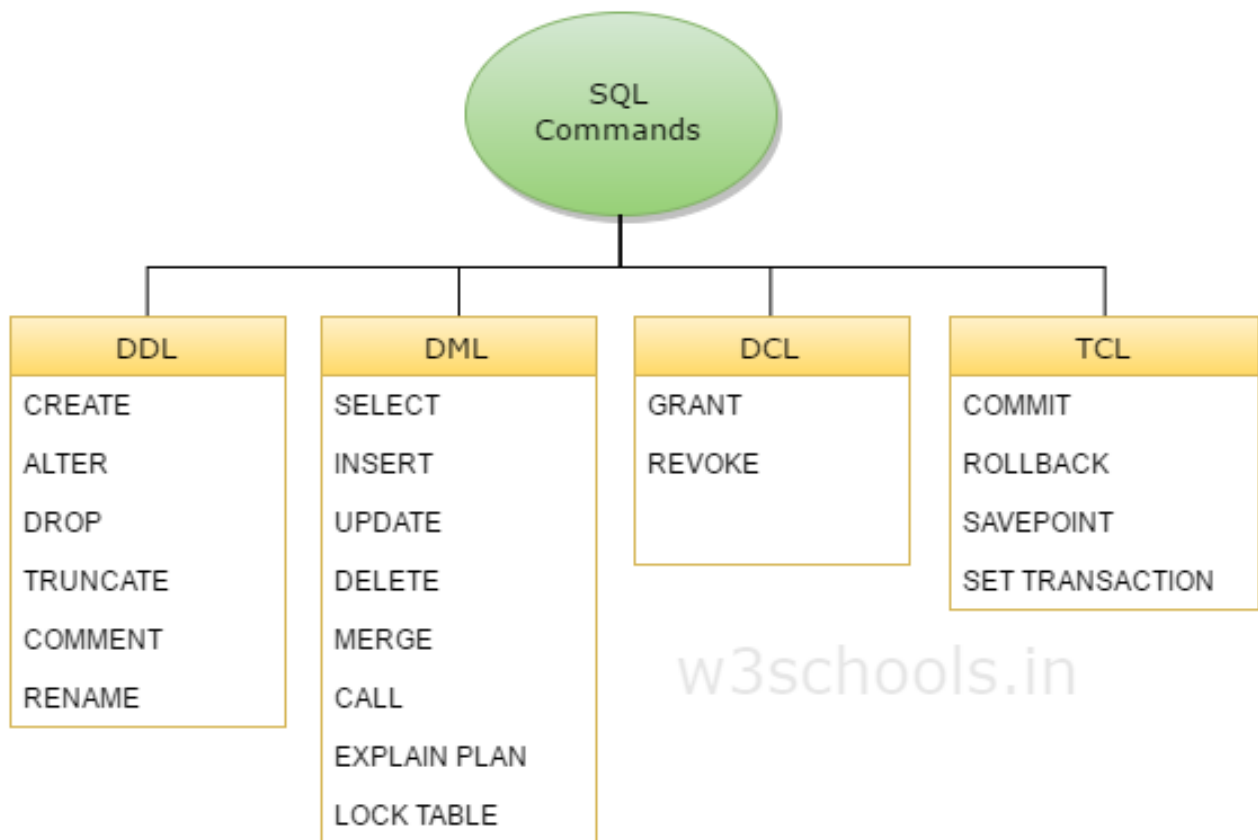 SQL
Commands
DDL
CREATE
ALTER
DROP
TRUNCATE
COMMENT
RENAME
DML
SELECT
INSERT
UPDATE
DELETE
MERGE
CALL
EXPLAIN PLAN
LOCK TABLE
DCL
GRANT
REVOKE
TCL
COMMIT
ROLLBACK
SAVEPOINT
SET TRANSACTION
w3schools.in